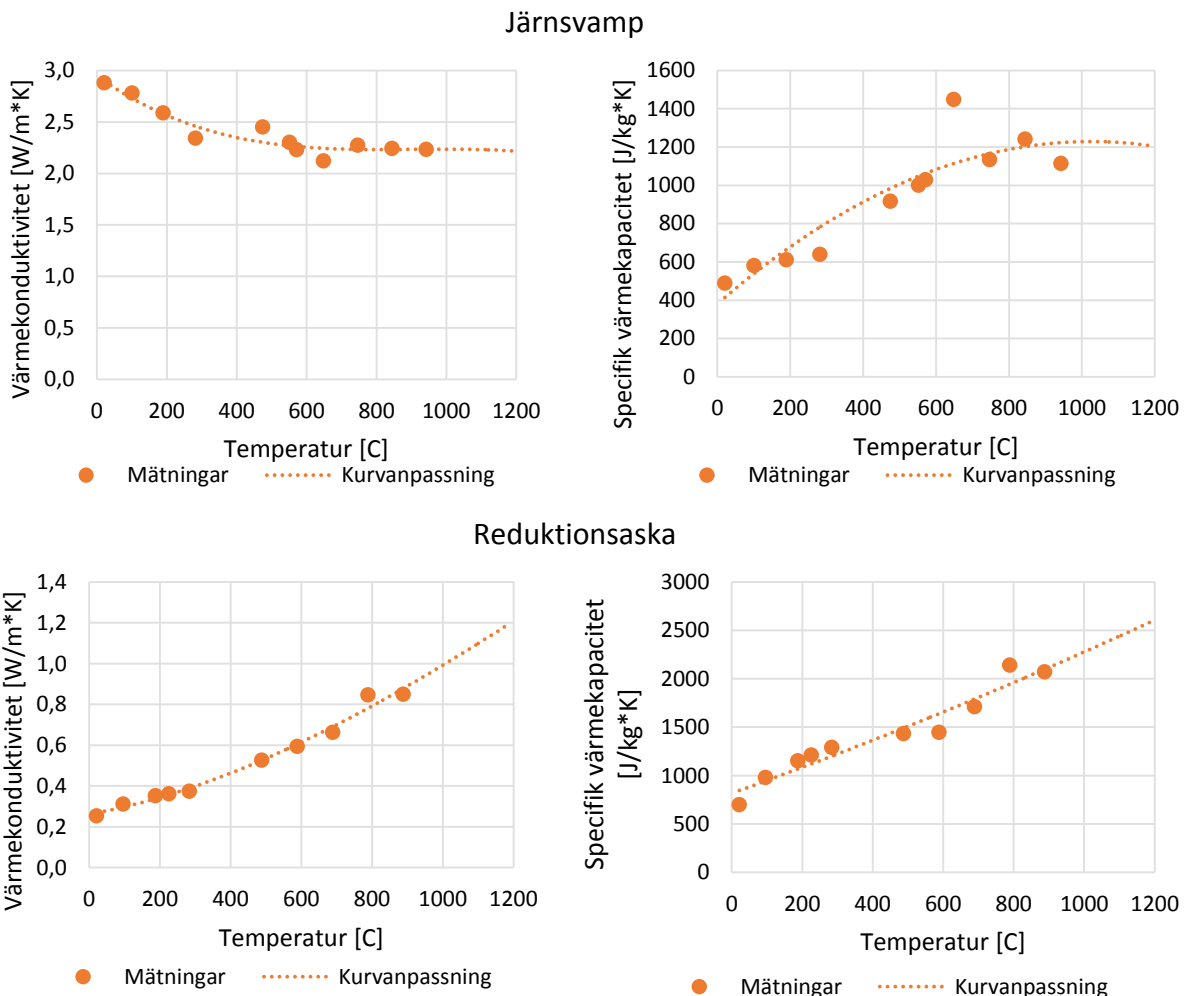 Järnsvamp
Värmekonduktivitet [W/m*K]
3,0
2,5
2,0
1,5
1,0
0,5
0,0
0 200 400 600 800 1000 1200
Temperatur [C]
Mätningar Kurvanpassning
Specifik värmekapacitet [J/kg*K]
1600
1400
1200
1000
800
600
400
200
0
0 200 400 600 800 1000 1200
Temperatur [C]
Mätningar Kurvanpassning
Reduktionsaska
Värmekonduktivitet [W/m*K]
1,4
1,2
1,0
0,8
0,6
0,4
0,2
0,0
0 200 400 600 800 1000 1200
Temperatur [C]
Mätningar Kurvanpassning
Specifik värmekapacitet
[J/kg*K]
3000
2500
2000
1500
1000
500
0
0 200 400 600 800 1000 1200
Temperatur [C]
Mätningar Kurvanpassning